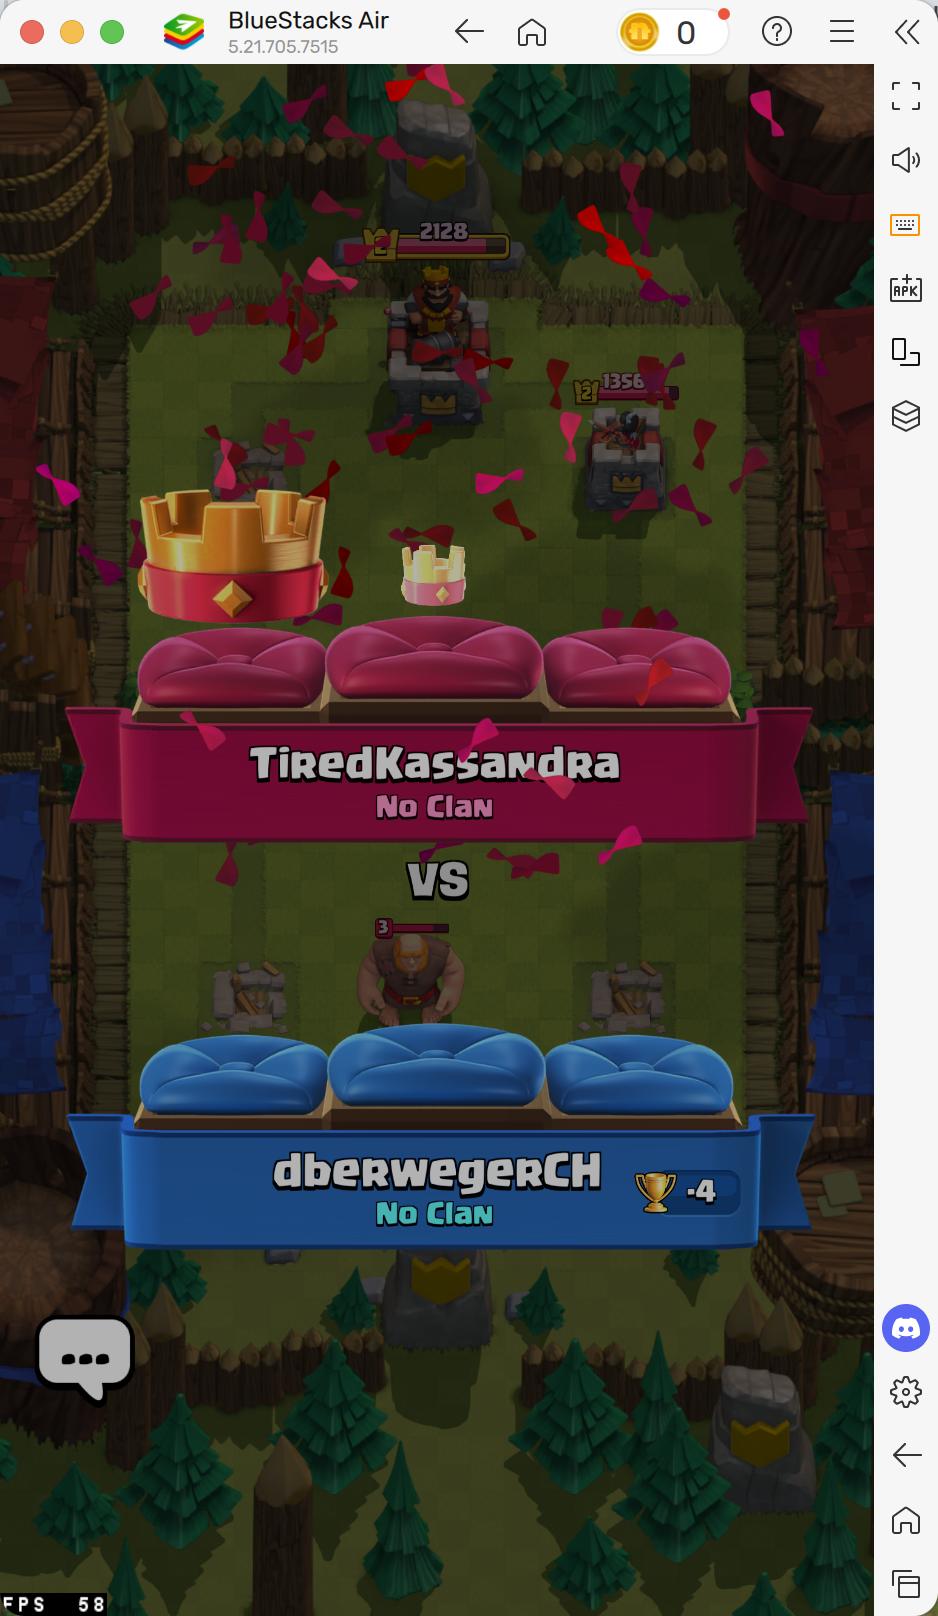 BlueStacks Air
5.21.705.7515
0
APK
2128
2
1356
2
TiredKassandra
No Clan
VS
3
dberwegerCH
-4
No Clan
FPS 58